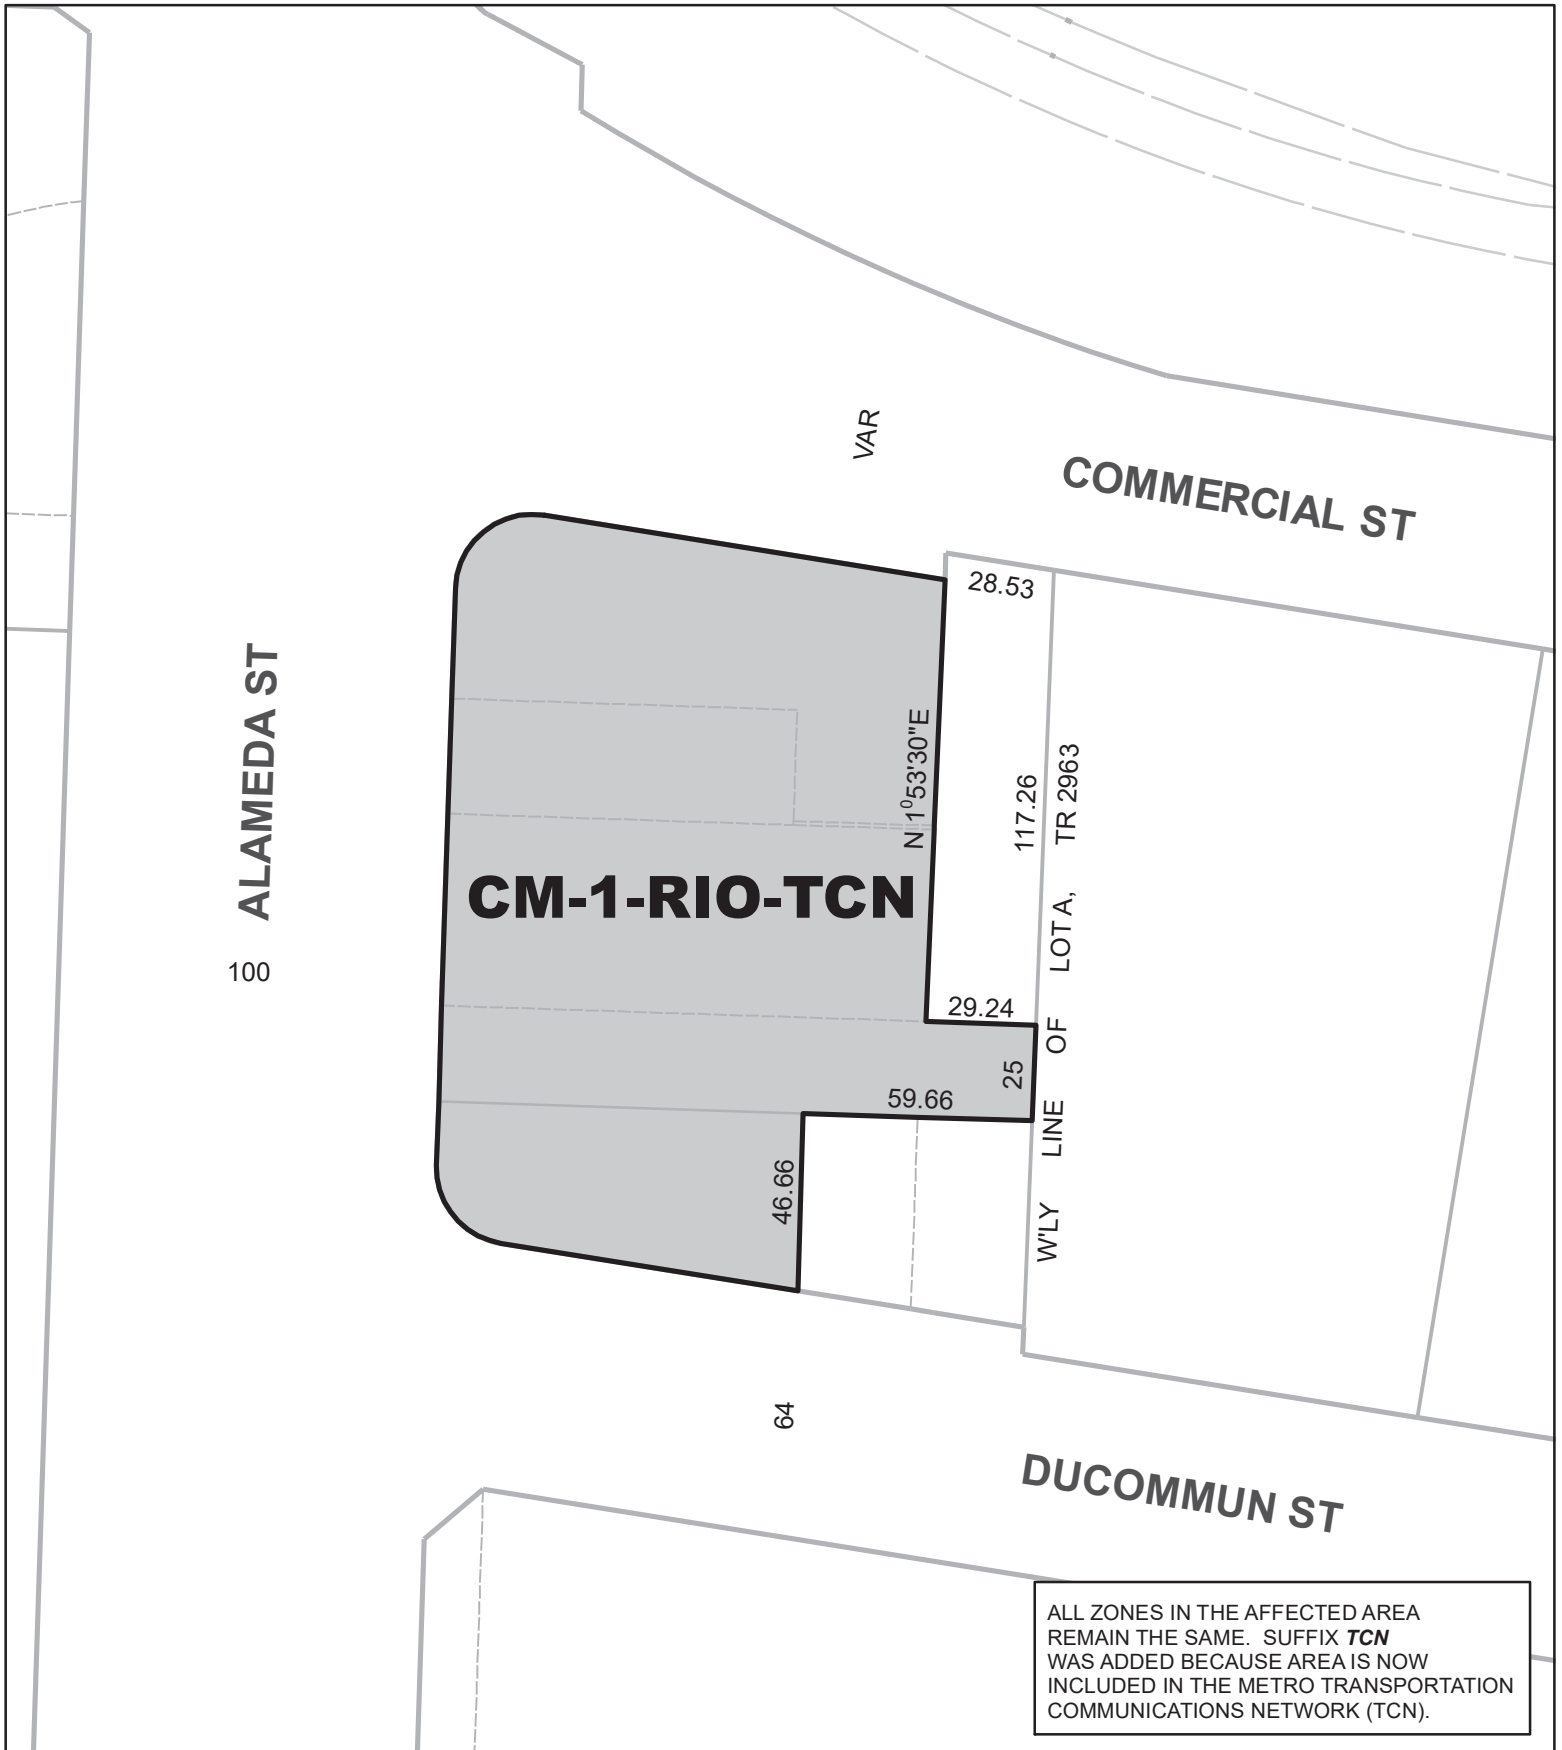 VAR
COMMERCIAL ST
28.53
ALAMEDA ST
N 1⁰53'30"E
117.26
W'LY LINE OF LOT A, TR 2963
CM-1-RIO-TCN
100
29.24
25
59.66
46.66
64
DUCOMMUN ST
ALL ZONES IN THE AFFECTED AREA
REMAIN THE SAME. SUFFIX TCN
WAS ADDED BECAUSE AREA IS NOW
INCLUDED IN THE METRO TRANSPORTATION
COMMUNICATIONS NETWORK (TCN).